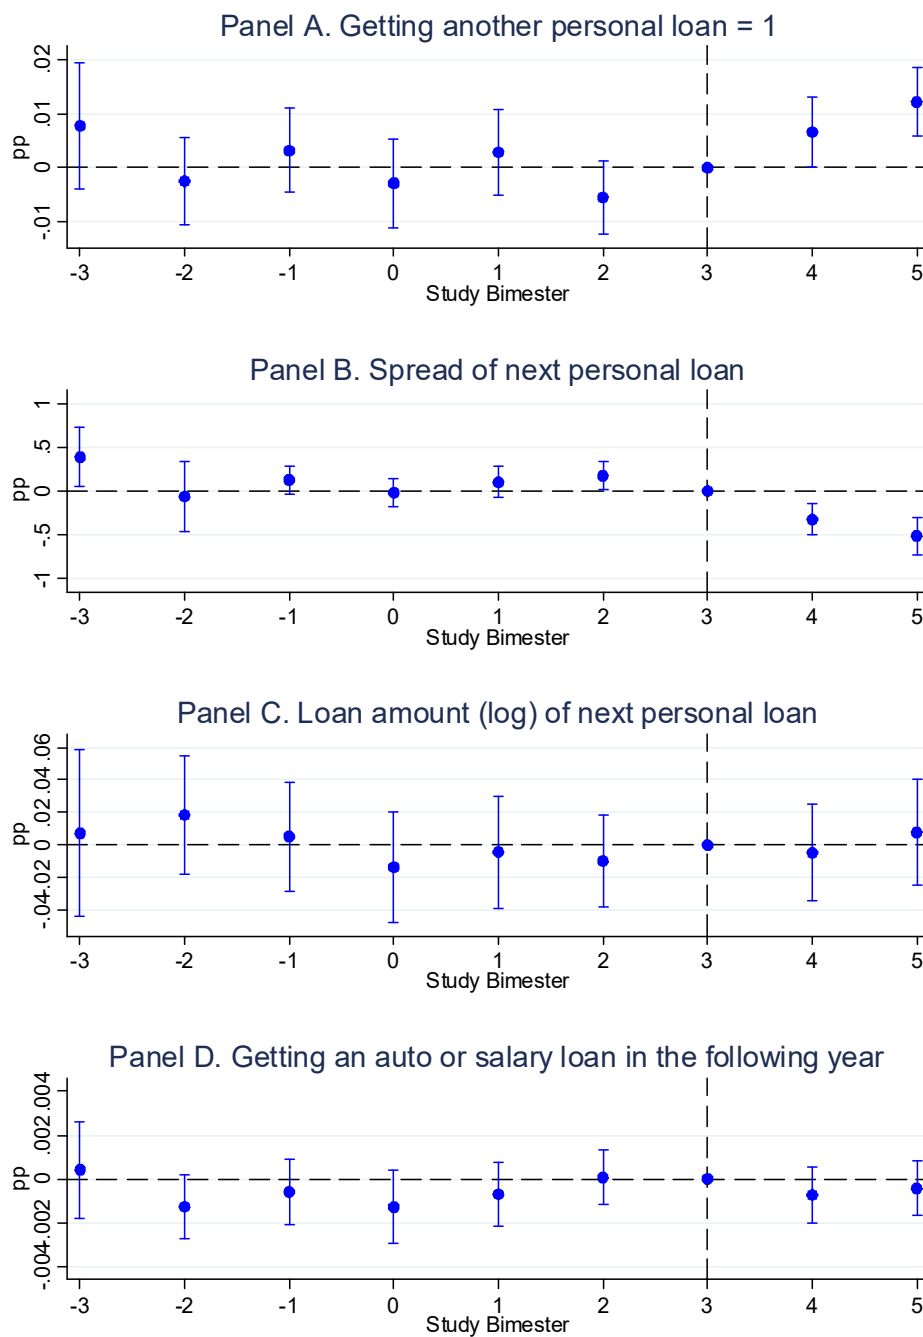 Panel A. Getting another personal loan = 1
pp
.02
.01
0
-.01
-3 -2 -1 0 1 2 3 4 5
Study Bimester
Panel B. Spread of next personal loan
pp
1
.5
0
-.5
-1
-3 -2 -1 0 1 2 3 4 5
Study Bimester
Panel C. Loan amount (log) of next personal loan
pp
.06
.04
.02
0
-.02
-.04
-3 -2 -1 0 1 2 3 4 5
Study Bimester
Panel D. Getting an auto or salary loan in the following year
pp
.004
.002
0
-.002
-.004
-3 -2 -1 0 1 2 3 4 5
Study Bimester